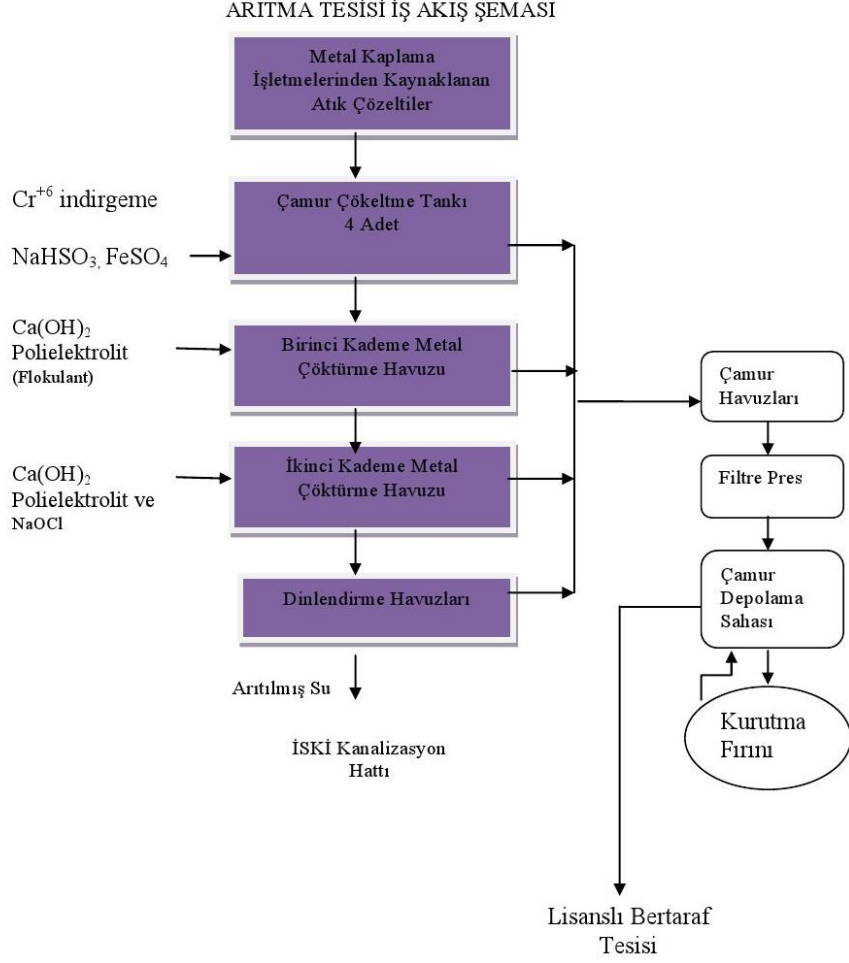 ARITMA TESİSİ İŞ AKIŞ ŞEMASI
Metal Kaplama
İşletmelerinden Kaynaklanan
Atık Çözeltiler
Cr+6 indirgeme
NaHSO3, FeSO4
Çamur Çökeltme Tankı
4 Adet
Ca(OH)2
Polielektrolit
(Flokulant)
Birinci Kademe Metal
Çöktürme Havuzu
Ca(OH)2
Polielektrolit ve
NaOCl
İkinci Kademe Metal
Çöktürme Havuzu
Dinlendirme Havuzları
Arıtılmış Su
İSKİ Kanalizasyon
Hattı
Çamur
Havuzları
Filtre Pres
Çamur
Depolama
Sahası
Kurutma
Fırını
Lisanslı Bertaraf
Tesisi